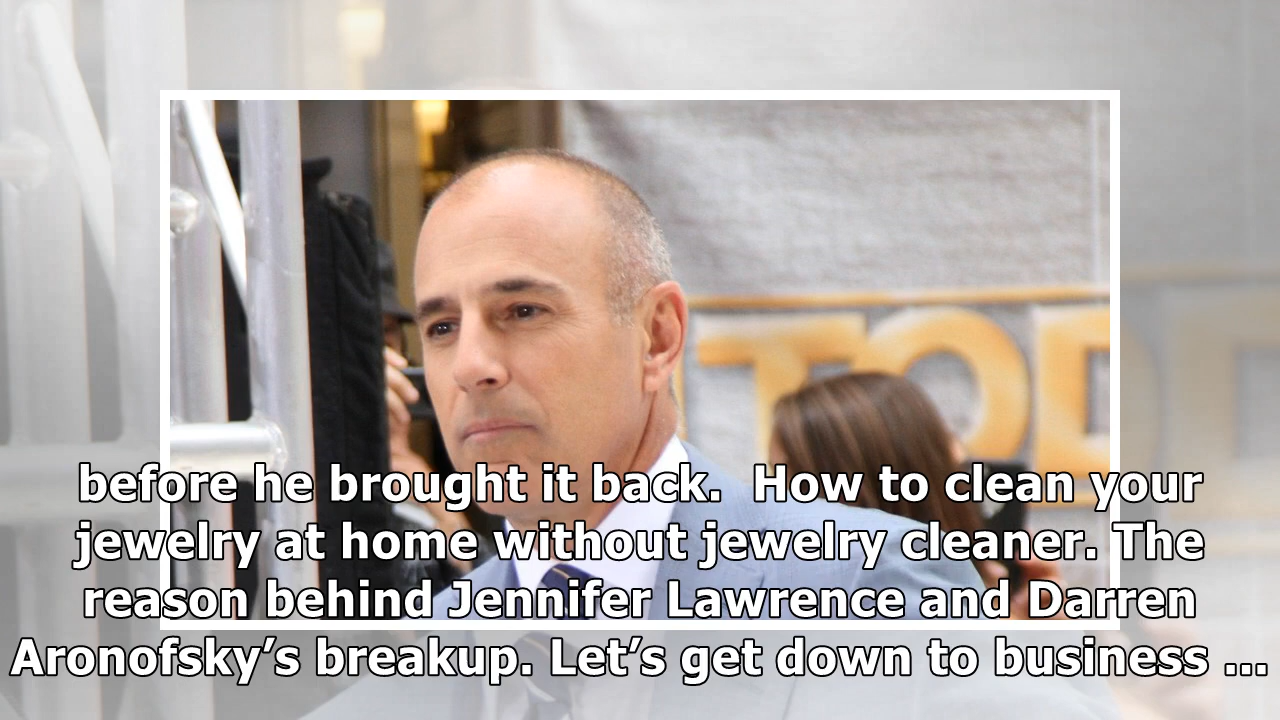 TOD
before he brought it back.  How to clean your
jewelry at home without jewelry cleaner. The
reason behind Jennifer Lawrence and Darren
Aronofsky’s breakup. Let’s get down to business ...